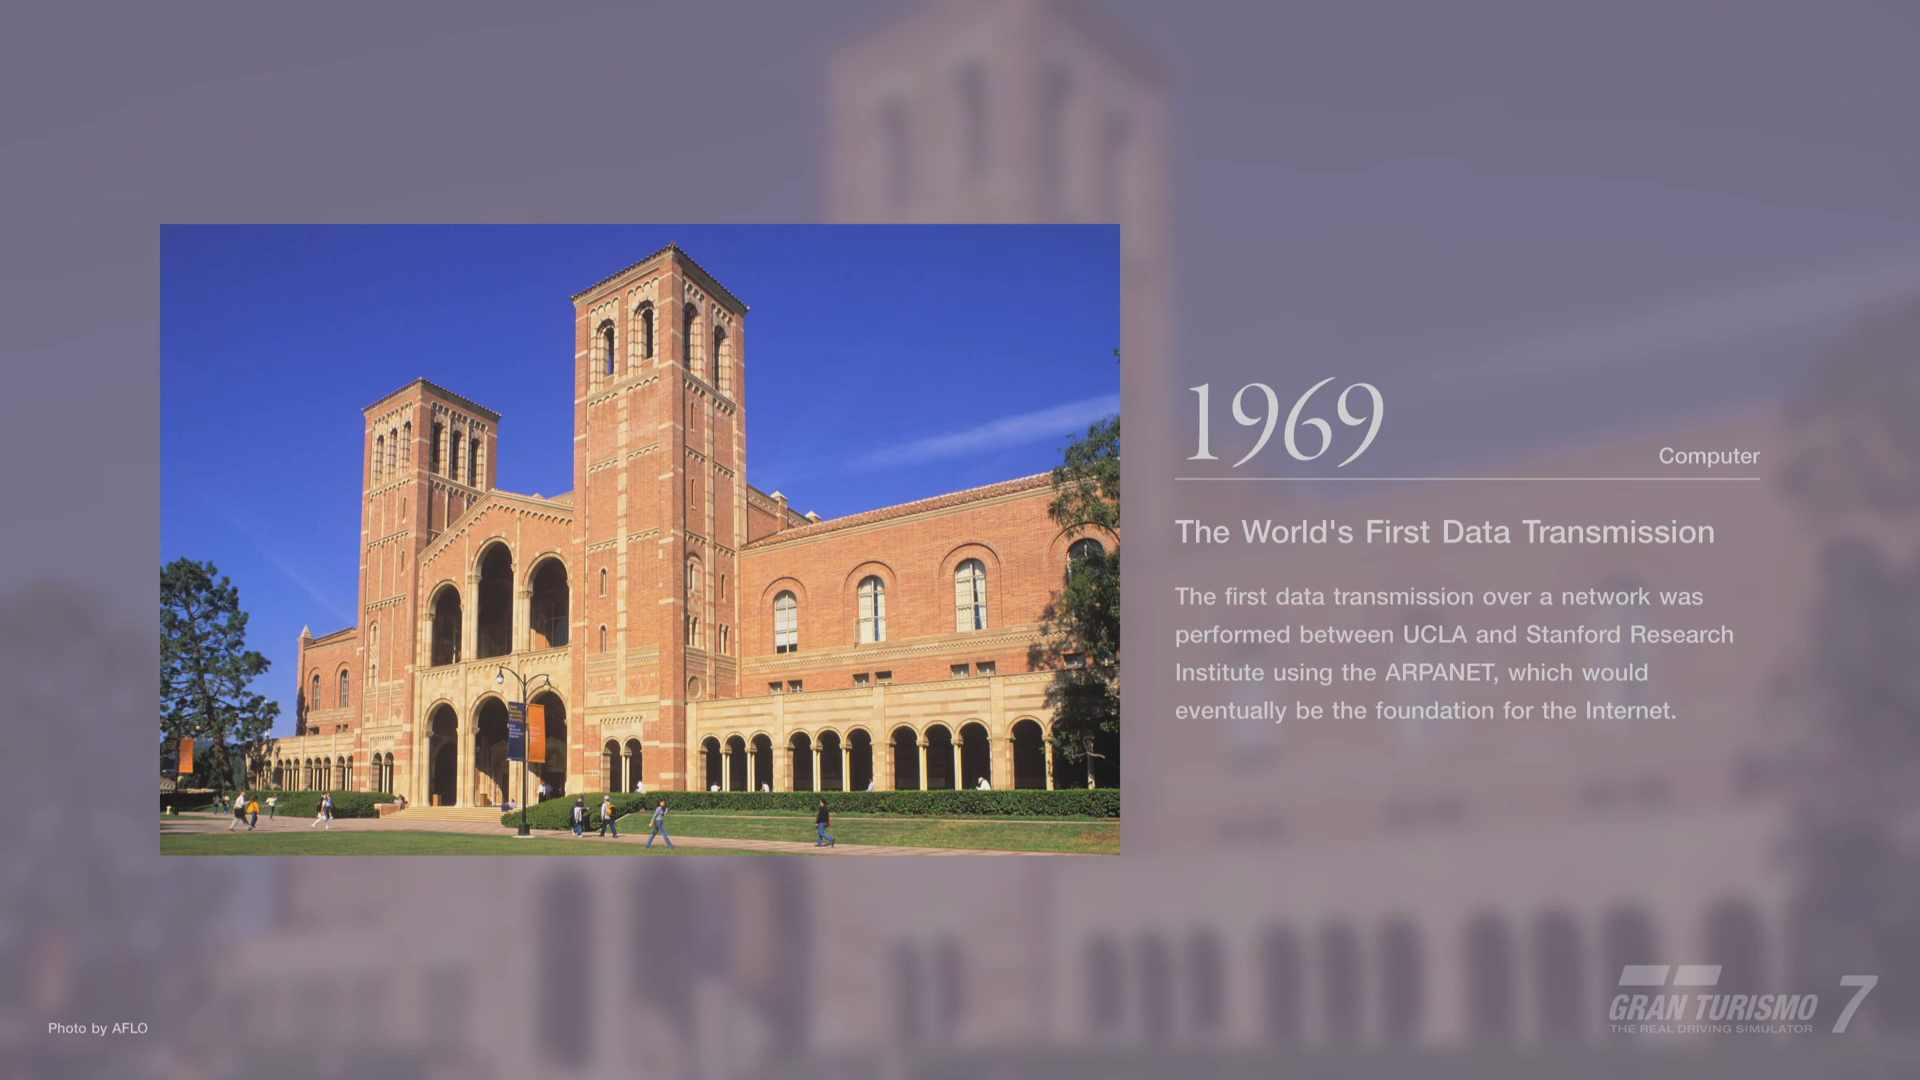 1969
Computer
The World's First Data Transmission
The first data transmission over a network was
performed between UCLA and Stanford Research
Institute using the ARPANET, which would
eventually be the foundation for the Internet.
Photo by AFLO
GRAN TURISMO 7
THE REAL DRIVING SIMULATOR